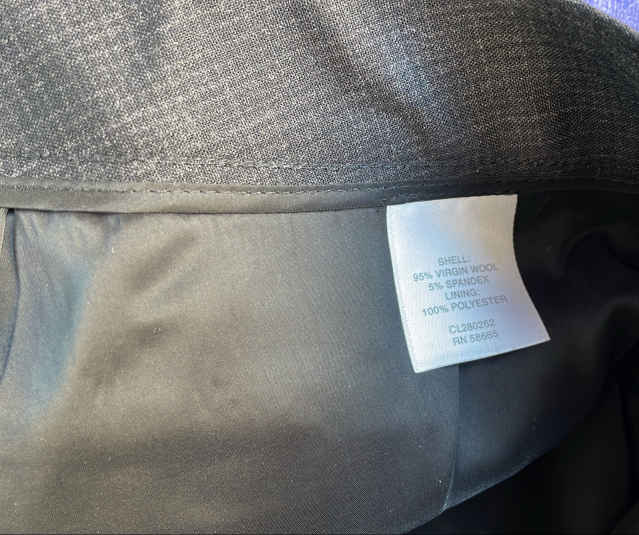 SHELL:
95% VIRGIN WOOL
5% SPANDEX
LINING:
100% POLYESTER
CL280262
RN 58665